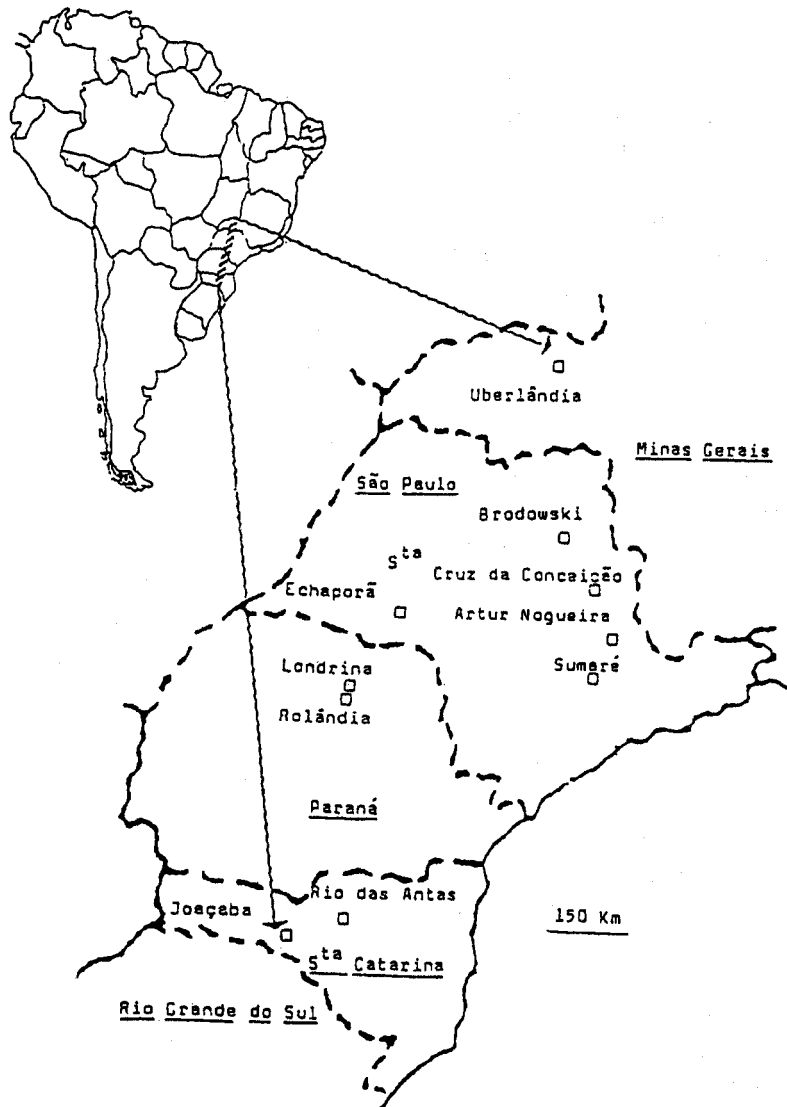 Uberlândia
Minas Gerais
São Paulo
Brodowski
Sta
Cruz da Conceição
Echaporã
Artur Nogueira
Londrina
Sumaré
Rolândia
Paraná
Rio das Antas
Joaçaba
150 Km
Sta Catarina
Rio Grande do Sul